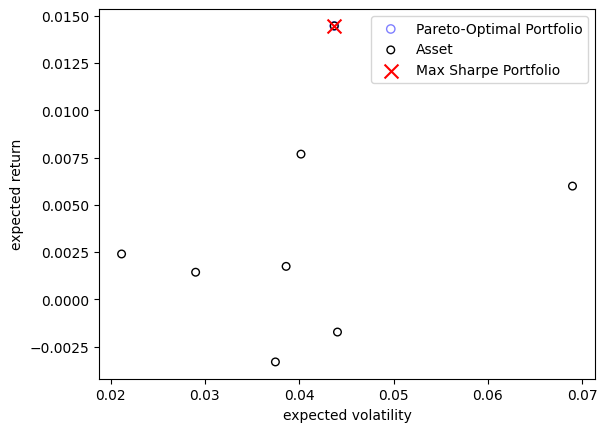 0.0150
0.0125
0.0100
0.0075
0.0050
0.0025
0.0000
−0.0025
expected return
0.02 0.03 0.04 0.05 0.06 0.07
expected volatility
Pareto-Optimal Portfolio
Asset
Max Sharpe Portfolio